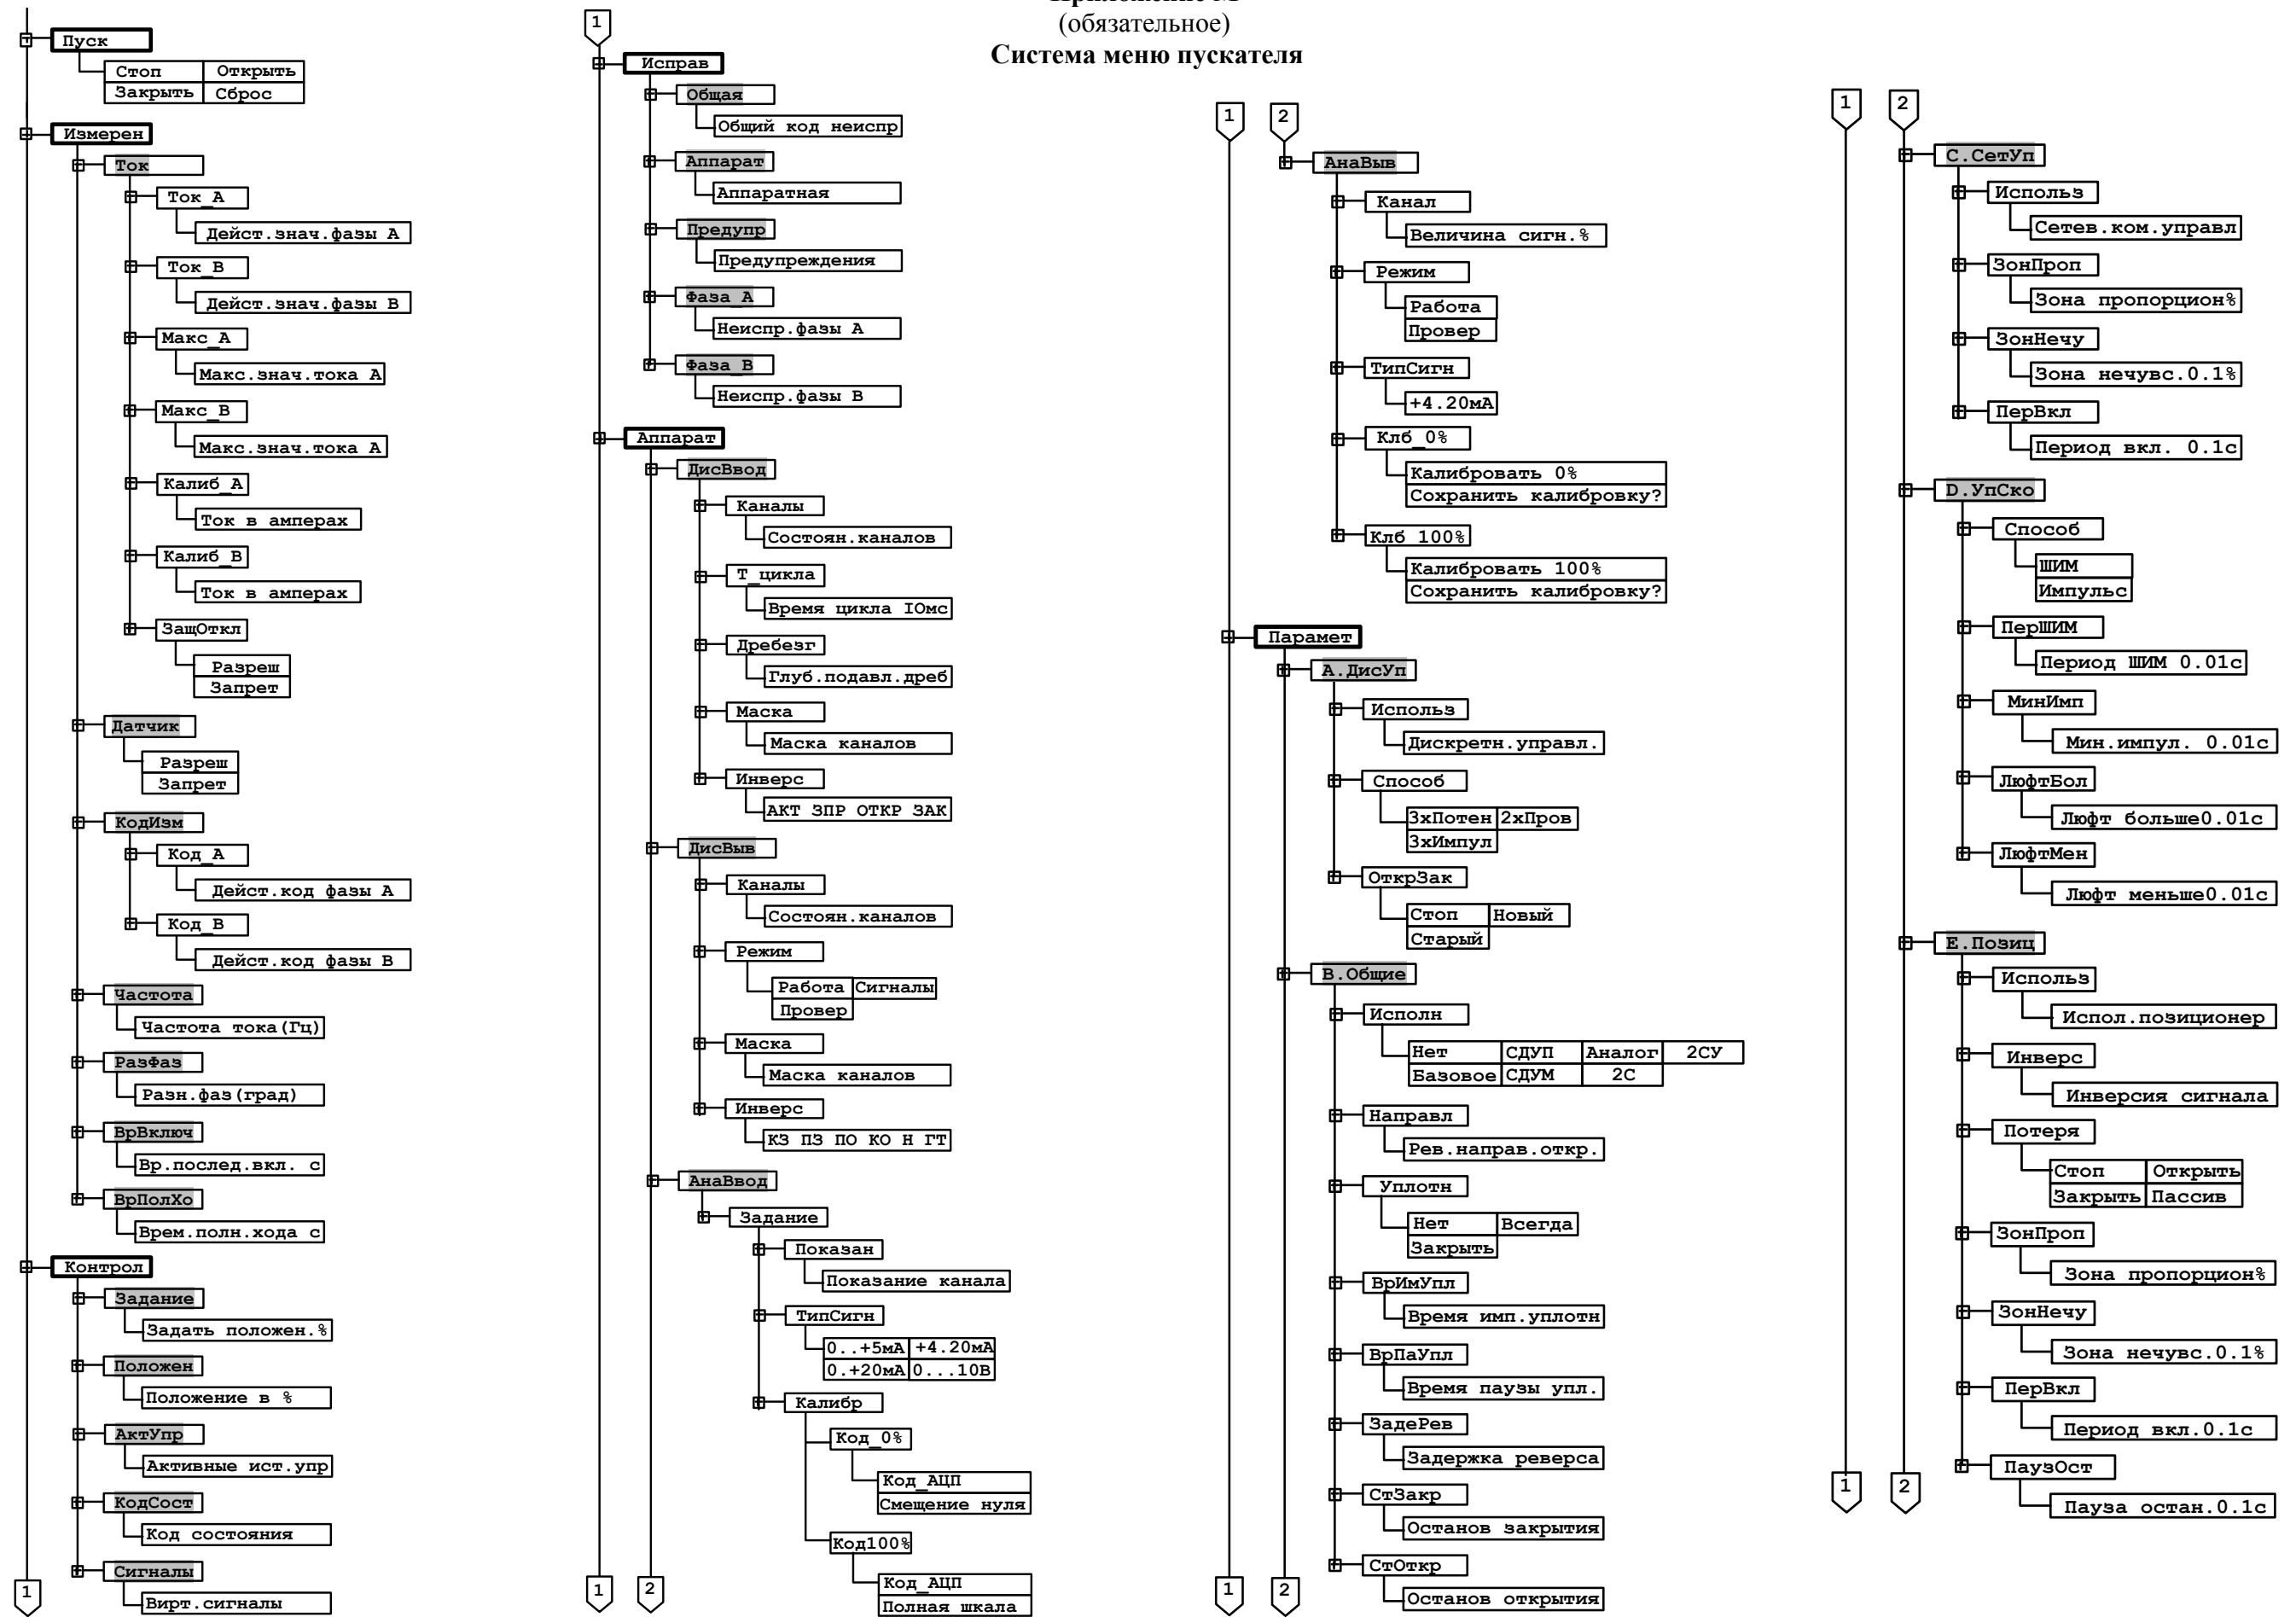 (обязательное)
Система меню пускателя
Пуск
Стоп Открыть
Закрыть Сброс
Измерен
Ток
Ток_А
Дейст.знач.фазы А
Ток_В
Дейст.знач.фазы В
Макс_А
Макс.знач.тока А
Макс_В
Макс.знач.тока А
Калиб_А
Ток в амперах
Калиб_В
Ток в амперах
ЗащОткл
Разреш
Запрет
Датчик
Разреш
Запрет
КодИзм
Код_А
Дейст.код фазы А
Код_В
Дейст.код фазы В
Частота
Частота тока(Гц)
РазФаз
Разн.фаз(град)
ВрВключ
Вр.послед.вкл. с
ВрПолХо
Врем.полн.хода с
Контрол
Задание
Задать положен.%
Положен
Положение в %
АктУпр
Активные ист.упр
КодСост
Код состояния
Сигналы
Вирт.сигналы
1
1
Исправ
Общая
Общий код неиспр
Аппарат
Аппаратная
Предупр
Предупреждения
Фаза_А
Неиспр.фазы А
Фаза_В
Неиспр.фазы В
Аппарат
ДисВвод
Каналы
Состоян.каналов
Т_цикла
Время цикла IOмс
Дребезг
Глуб.подавл.дреб
Маска
Маска каналов
Инверс
АКТ ЗПР ОТКР ЗАК
ДисВыв
Каналы
Состоян.каналов
Режим
Работа Сигналы
Провер
Маска
Маска каналов
Инверс
КЗ ПЗ ПО КО Н ГТ
АнаВвод
Задание
Показан
Показание канала
ТипСигн
0..+5мА +4.20мА
0.+20мА 0...10В
Калибр
Код_0%
Код_АЦП
Смещение нуля
Код100%
Код_АЦП
Полная шкала
1 2
1 2
АнаВыв
Канал
Величина сигн.%
Режим
Работа
Провер
ТипСигн
+4.20мА
Клб_0%
Калибровать 0%
Сохранить калибровку?
Клб 100%
Калибровать 100%
Сохранить калибровку?
Парамет
А.ДисУп
Использ
Дискретн.управл.
Способ
3хПотен 2хПров
3хИмпул
ОткрЗак
Стоп Новый
Старый
В.Общие
Исполн
Нет СДУП Аналог 2СУ
Базовое СДУМ 2С
Направл
Рев.направ.откр.
Уплотн
Нет Всегда
Закрыть
ВрИмУпл
Время имп.уплотн
ВрПаУпл
Время паузы упл.
ЗадеРев
Задержка реверса
СтЗакр
Останов закрытия
СтОткр
Останов открытия
1 2
1 2
С.СетУп
Использ
Сетев.ком.управл
ЗонПроп
Зона пропорцион%
ЗонНечу
Зона нечувс.0.1%
ПерВкл
Период вкл. 0.1с
D.УпСко
Способ
ШИМ
Импульс
ПерШИМ
Период ШИМ 0.01с
МинИмп
Мин.импул. 0.01с
ЛюфтБол
Люфт больше0.01с
ЛюфтМен
Люфт меньше0.01с
Е.Позиц
Использ
Испол.позиционер
Инверс
Инверсия сигнала
Потеря
Стоп Открыть
Закрыть Пассив
ЗонПроп
Зона пропорцион%
ЗонНечу
Зона нечувс.0.1%
ПерВкл
Период вкл.0.1с
ПаузОст
Пауза остан.0.1с
1 2